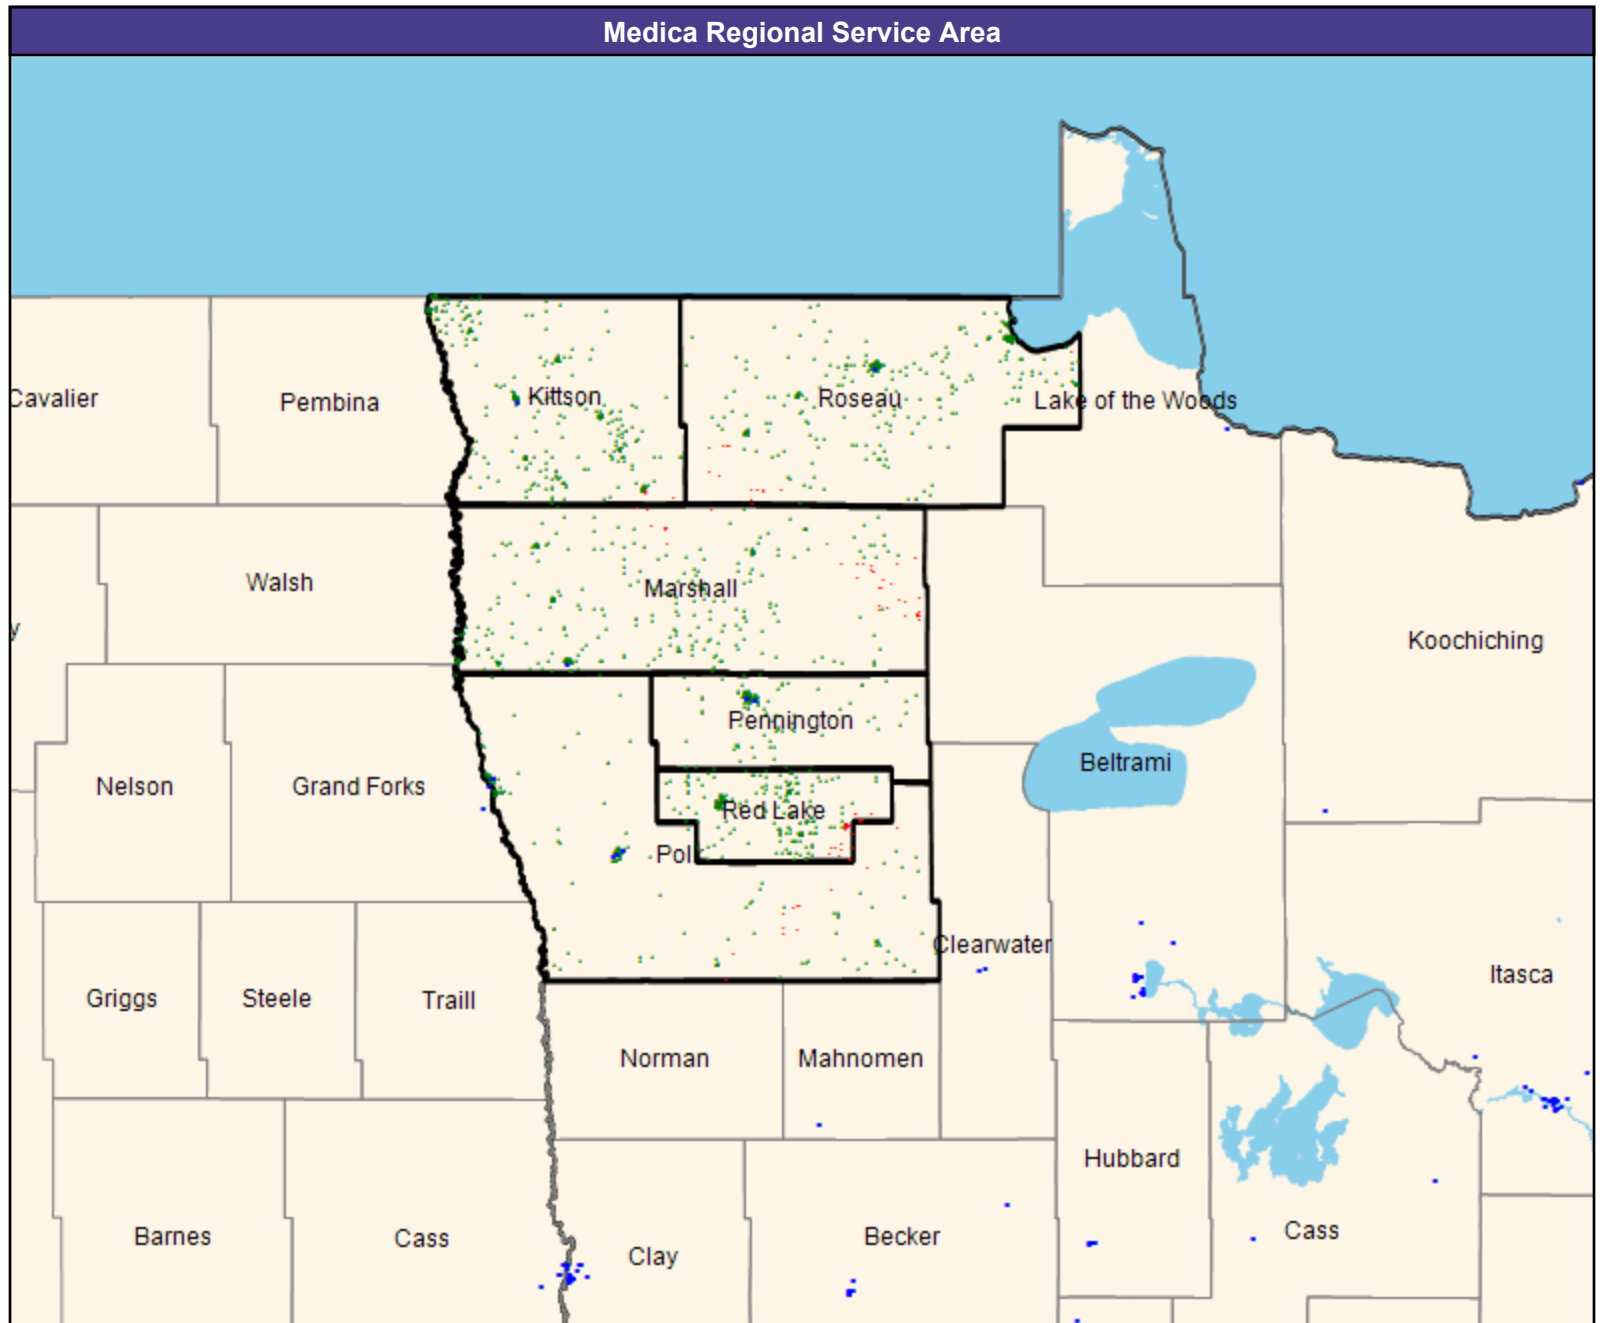 Medica Regional Service Area
Cavalier
Pembina
Kittson
Roseau
Lake of the Woods
Walsh
Marshall
y
Koochiching
Pennington
Nelson
Grand Forks
Beltrami
Red Lake
Pol
Clearwater
Griggs
Steele
Traill
Itasca
Norman
Mahnomen
Hubbard
Barnes
Cass
Clay
Becker
Cass